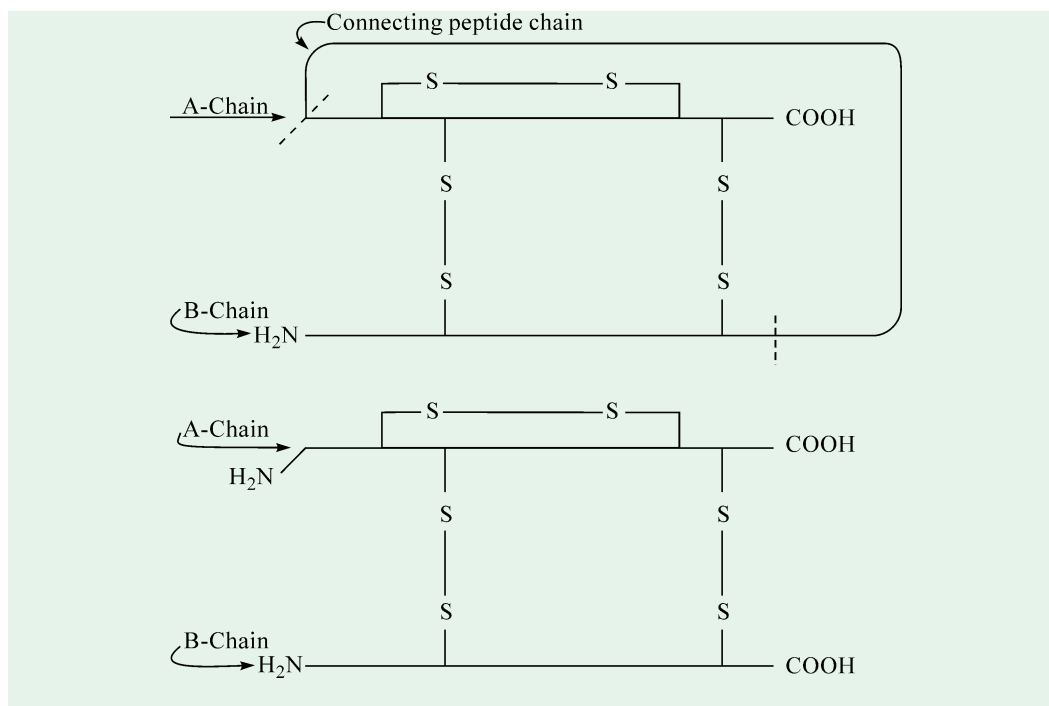 Connecting peptide chain
S S
A-Chain
COOH
S S
S S
B-Chain
H₂N
S S
A-Chain
COOH
H₂N
S S
S S
B-Chain
H₂N
COOH